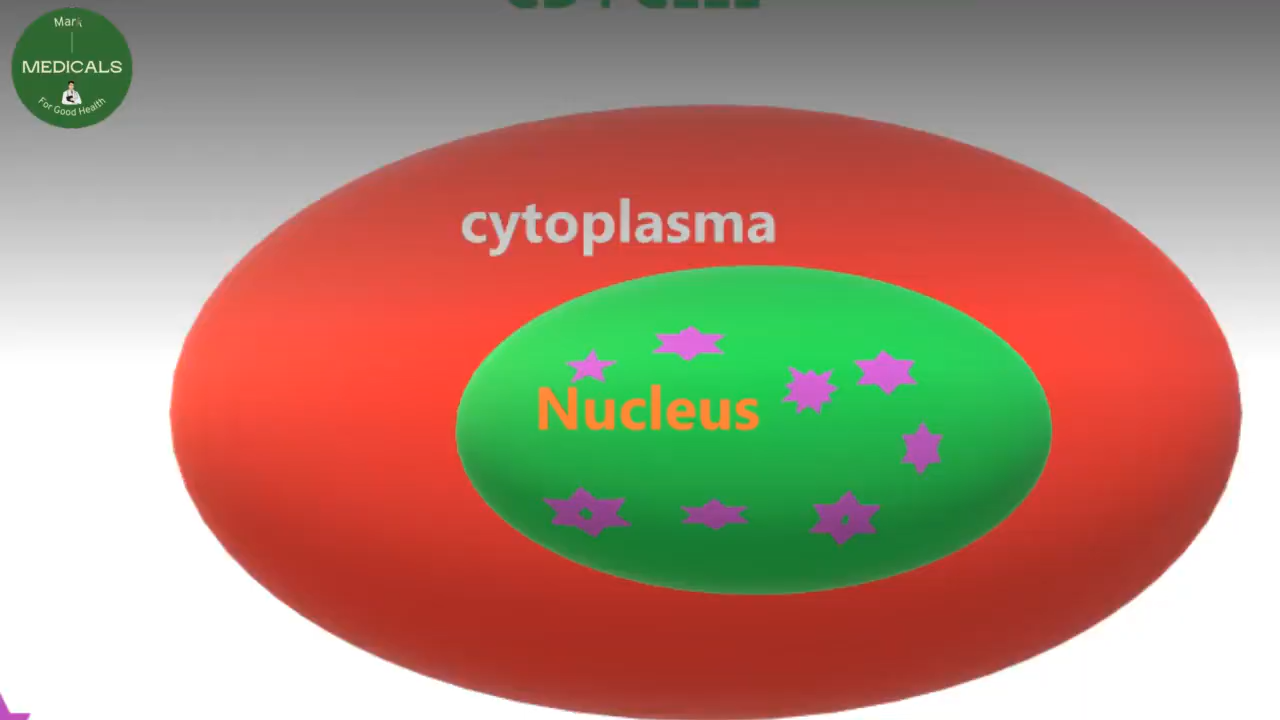 Mark
MEDICALS
For Good Health
cytoplasma
Nucleus